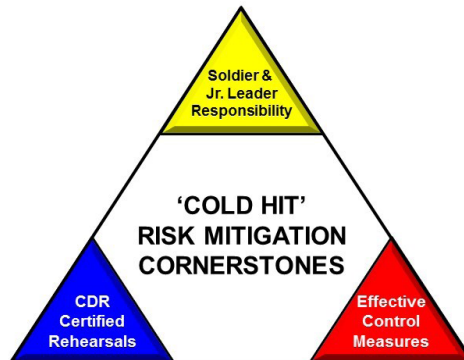 Soldier &
Jr. Leader
Responsibility
‘COLD HIT’
RISK MITIGATION
CORNERSTONES
CDR
Certified
Rehearsals
Effective
Control
Measures